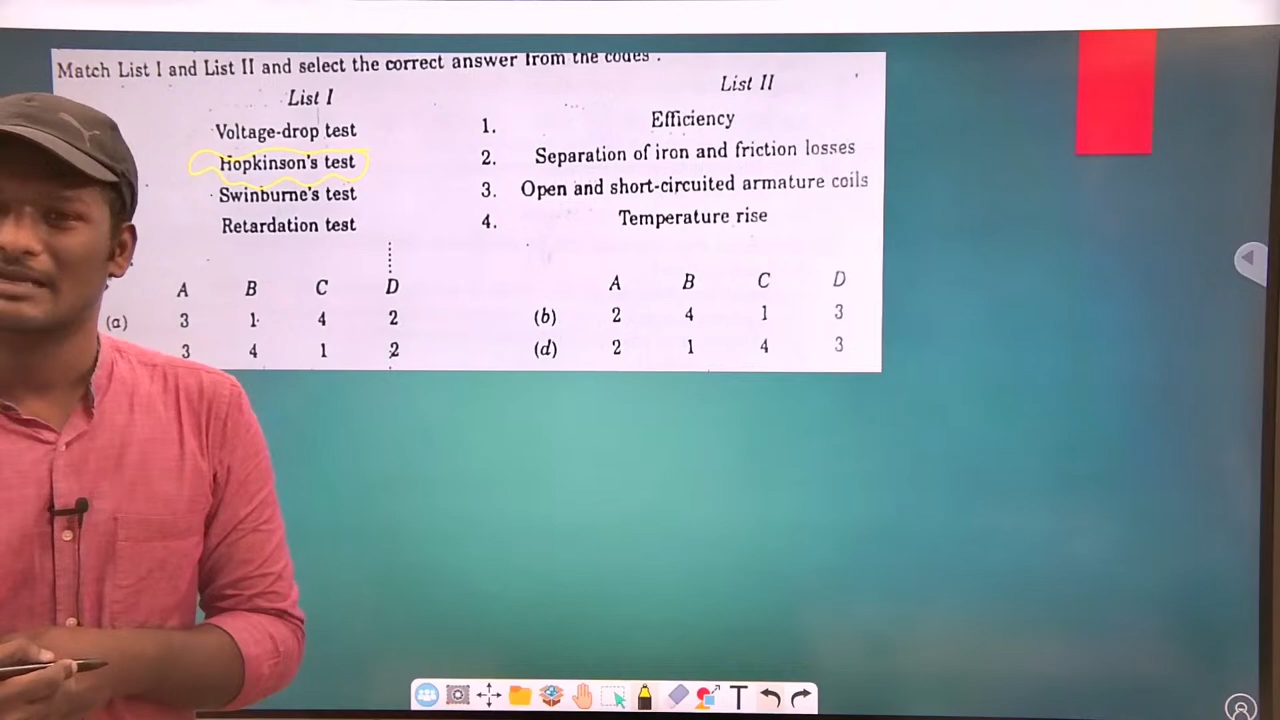 Match List I and List II and select the correct answer from the codes .
List I List II
Voltage-drop test 1. Efficiency
Hopkinson's test 2. Separation of iron and friction losses
Swinburne's test 3. Open and short-circuited armature coils
Retardation test 4. Temperature rise
A B C D A B C D
(a) 3 1 4 2 (b) 2 4 1 3
3 4 1 2 (d) 2 1 4 3
T